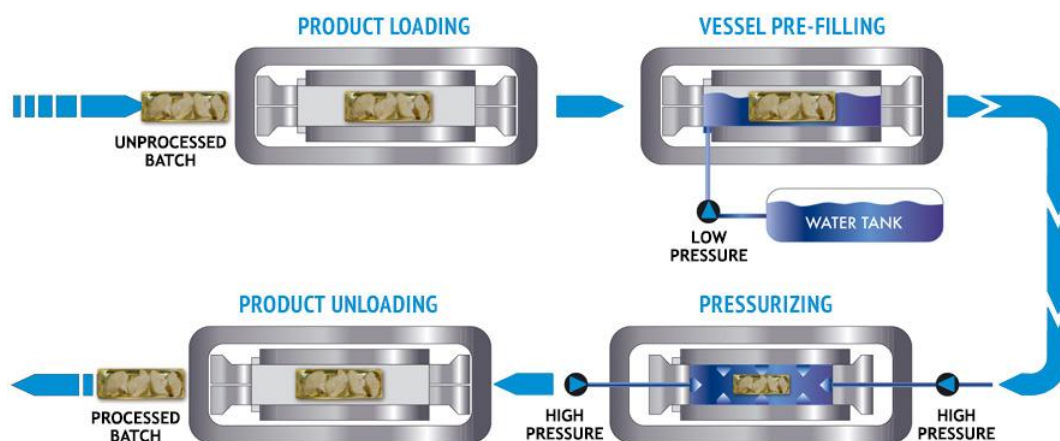 PRODUCT LOADING
VESSEL PRE-FILLING
UNPROCESSED
BATCH
WATER TANK
LOW
PRESSURE
PRODUCT UNLOADING
PRESSURIZING
PROCESSED
BATCH
HIGH
PRESSURE
HIGH
PRESSURE